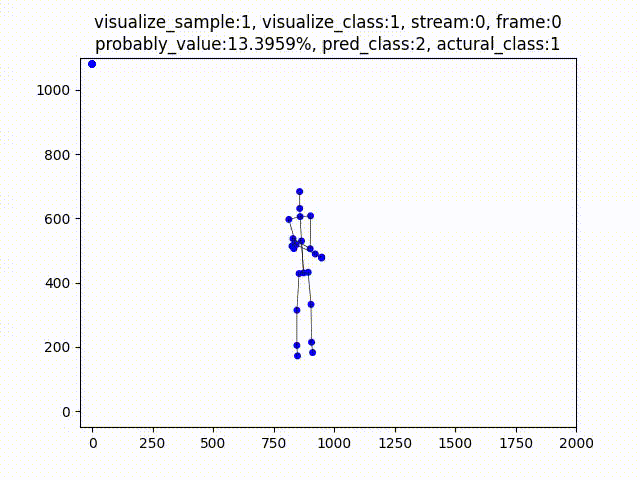 visualize_sample:1, visualize_class:1, stream:0, frame:0
probably_value:13.3959%, pred_class:2, actural_class:1
1000
800
600
400
200
0
0 250 500 750 1000 1250 1500 1750 2000